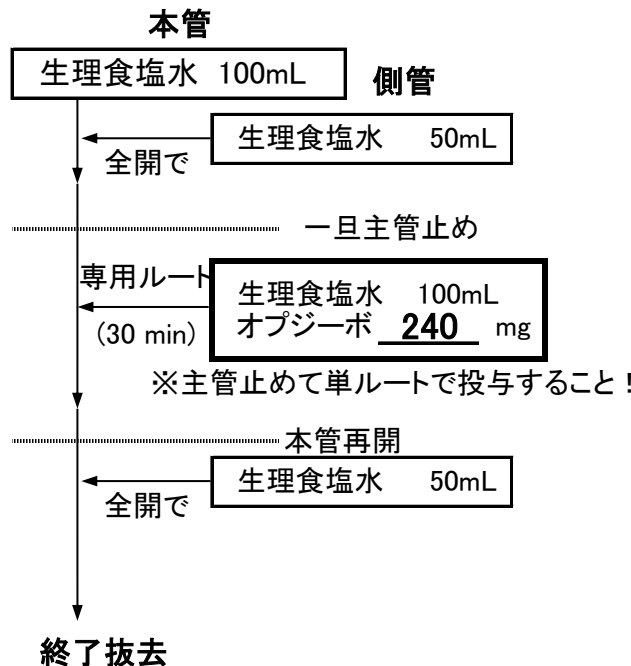 本管
生理食塩水 100mL
側管
生理食塩水 50mL
全開で
一旦主管止め
専用ルート
(30 min)
生理食塩水 100mL
オプジーボ 240 mg
※主管止めて単ルートで投与すること!
本管再開
生理食塩水 50mL
全開で
終了抜去